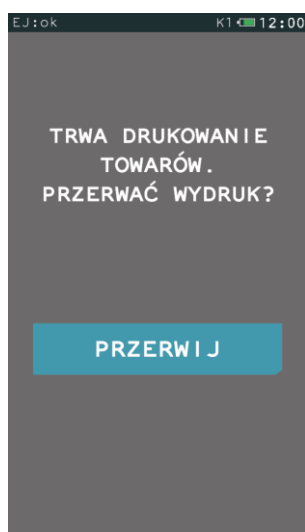 EJ:ok K1 12:00
TRWA DRUKOWANIE
TOWARÓW.
PRZERWAĆ WYDRUK?
PRZERWIJ